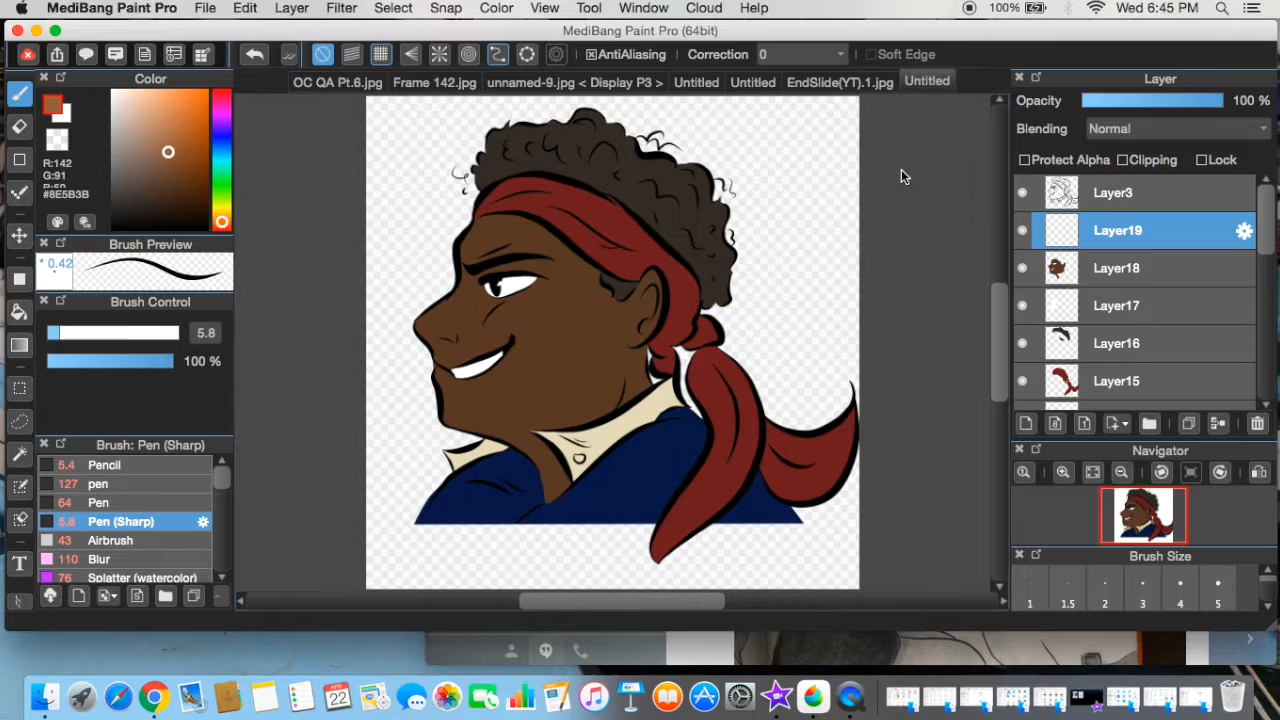 MediBang Paint Pro File Edit Layer Filter Select Snap Color View Tool Window Cloud Help 100% Wed 6:45 PM
MediBang Paint Pro (64bit)
AntiAliasing Correction 0 Soft Edge
Color
OC QA Pt.6.jpg Frame 142.jpg unnamed-9.jpg < Display P3 > Untitled Untitled EndSlide(YT).1.jpg Untitled
Layer
Opacity 100 %
Blending Normal
Protect Alpha Clipping Lock
R:142
G:91
#8E5B3B
Layer3
Layer19
Layer18
Layer17
Layer16
Layer15
Brush Preview
* 0.42
Brush Control
5.8
100 %
Brush: Pen (Sharp)
5.4 Pencil
127 pen
64 Pen
5.8 Pen (Sharp)
43 Airbrush
110 Blur
76 Splatter (watercolor)
T
Navigator
Brush Size
1 1.5 2 3 4 5
APR
22